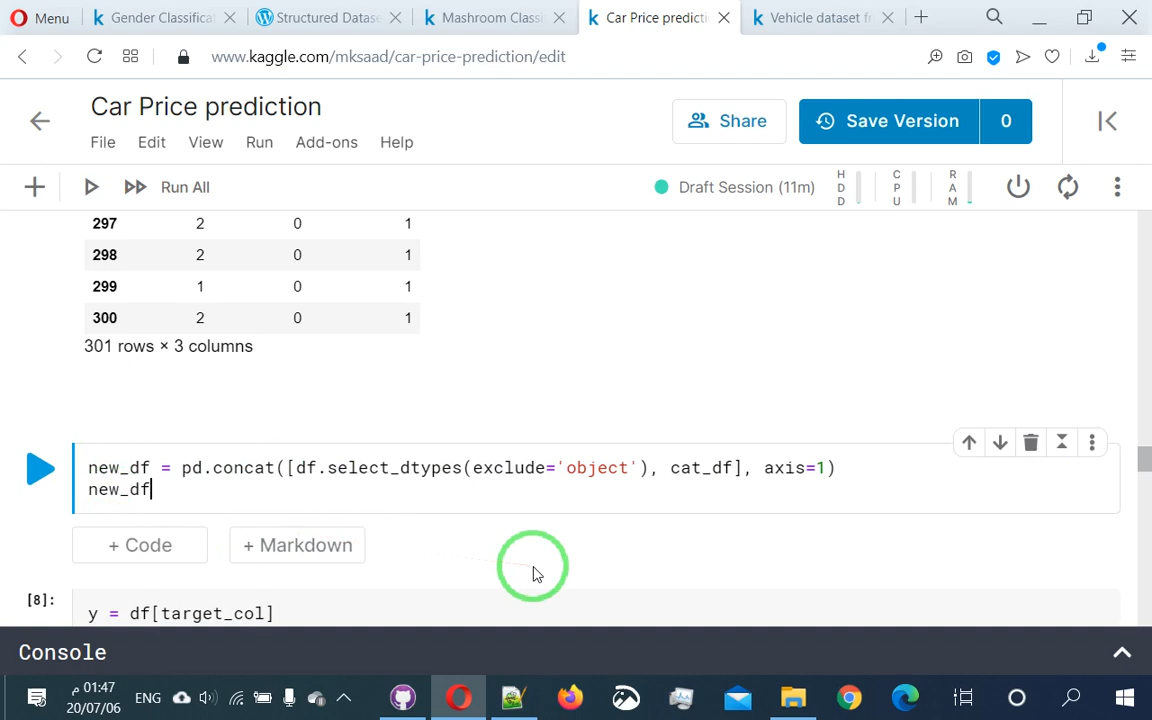 Menu
Gender Classificat
Structured Datase
Mashroom Classi
Car Price predicti
Vehicle dataset fr
www.kaggle.com/mksaad/car-price-prediction/edit
Car Price prediction
File Edit View Run Add-ons Help
Share
Save Version 0
Run All
Draft Session (11m)
HDD
CPU
RAM
297 2 0 1
298 2 0 1
299 1 0 1
300 2 0 1
301 rows × 3 columns
new_df = pd.concat([df.select_dtypes(exclude='object'), cat_df], axis=1)
new_df
+ Code
+ Markdown
[8]:
y = df[target_col]
Console
01:47 م
ENG
20/07/06